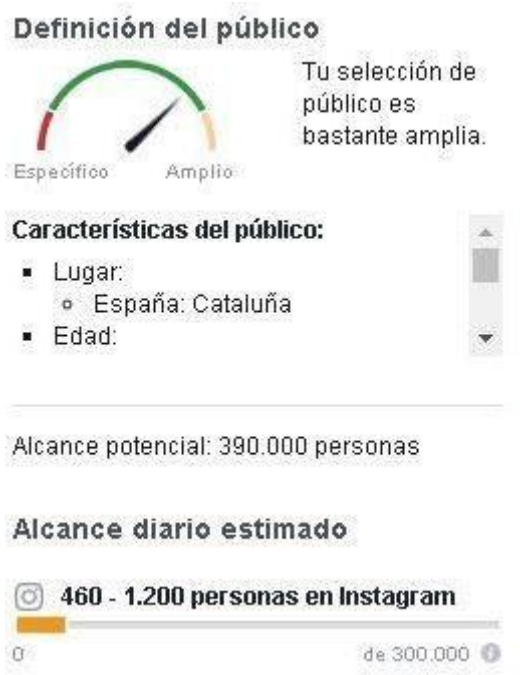 Definición del público
Tu selección de
público es
bastante amplia.
Específico Amplio
Características del público:
Lugar:
España: Cataluña
Edad:
Alcance potencial: 390.000 personas
Alcance diario estimado
460 - 1.200 personas en Instagram
0 de 300.000